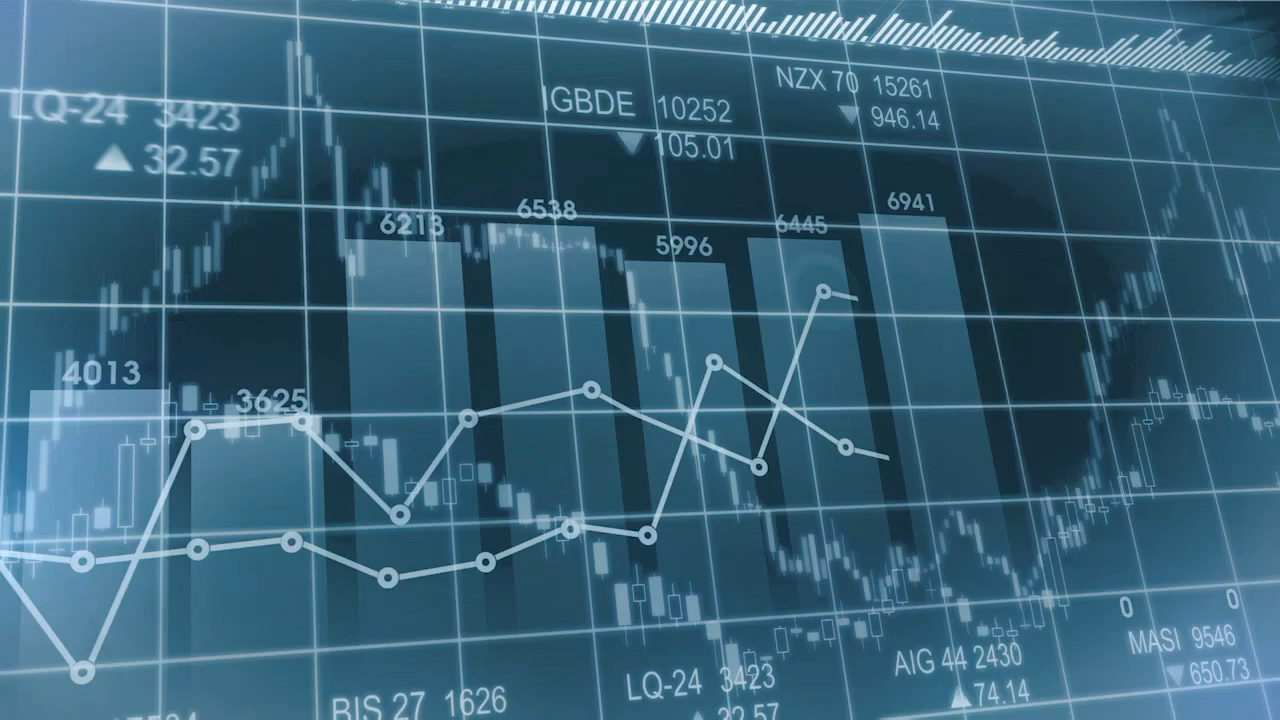 NZX 70 15261
▼ 946.14
IGBDE 10252
▼ 105.01
LQ-24 3423
▲ 32.57
6941
6538
6213
6445
5996
4013
3625
0 0
MASI 9546
▼ 650.73
AIG 44 2430
▲ 74.14
LQ-24 3423
▲ 32.57
BIS 27 1626